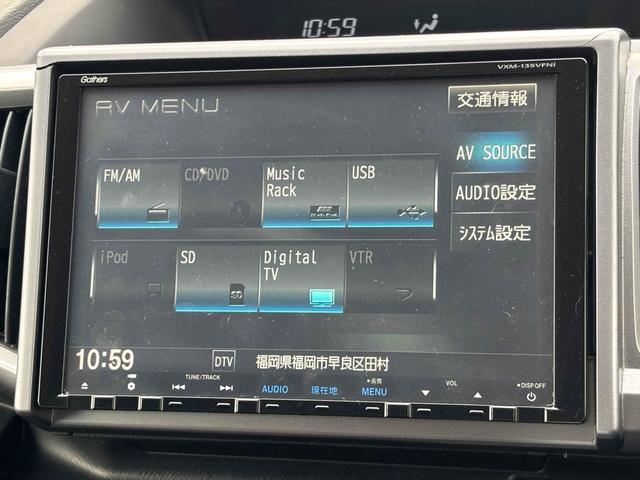 10:59
Gathers
VXM-135VFNi
AV MENU
交通情報
FM/AM
CD/DVD
Music Rack
USB
AV SOURCE
AUDIO設定
iPod
SD
Digital TV
VTR
システム設定
10:59
DTV
福岡県福岡市早良区田村
TUNE/TRACK
AUDIO
現在地
画質
MENU
VOL
DISP.OFF